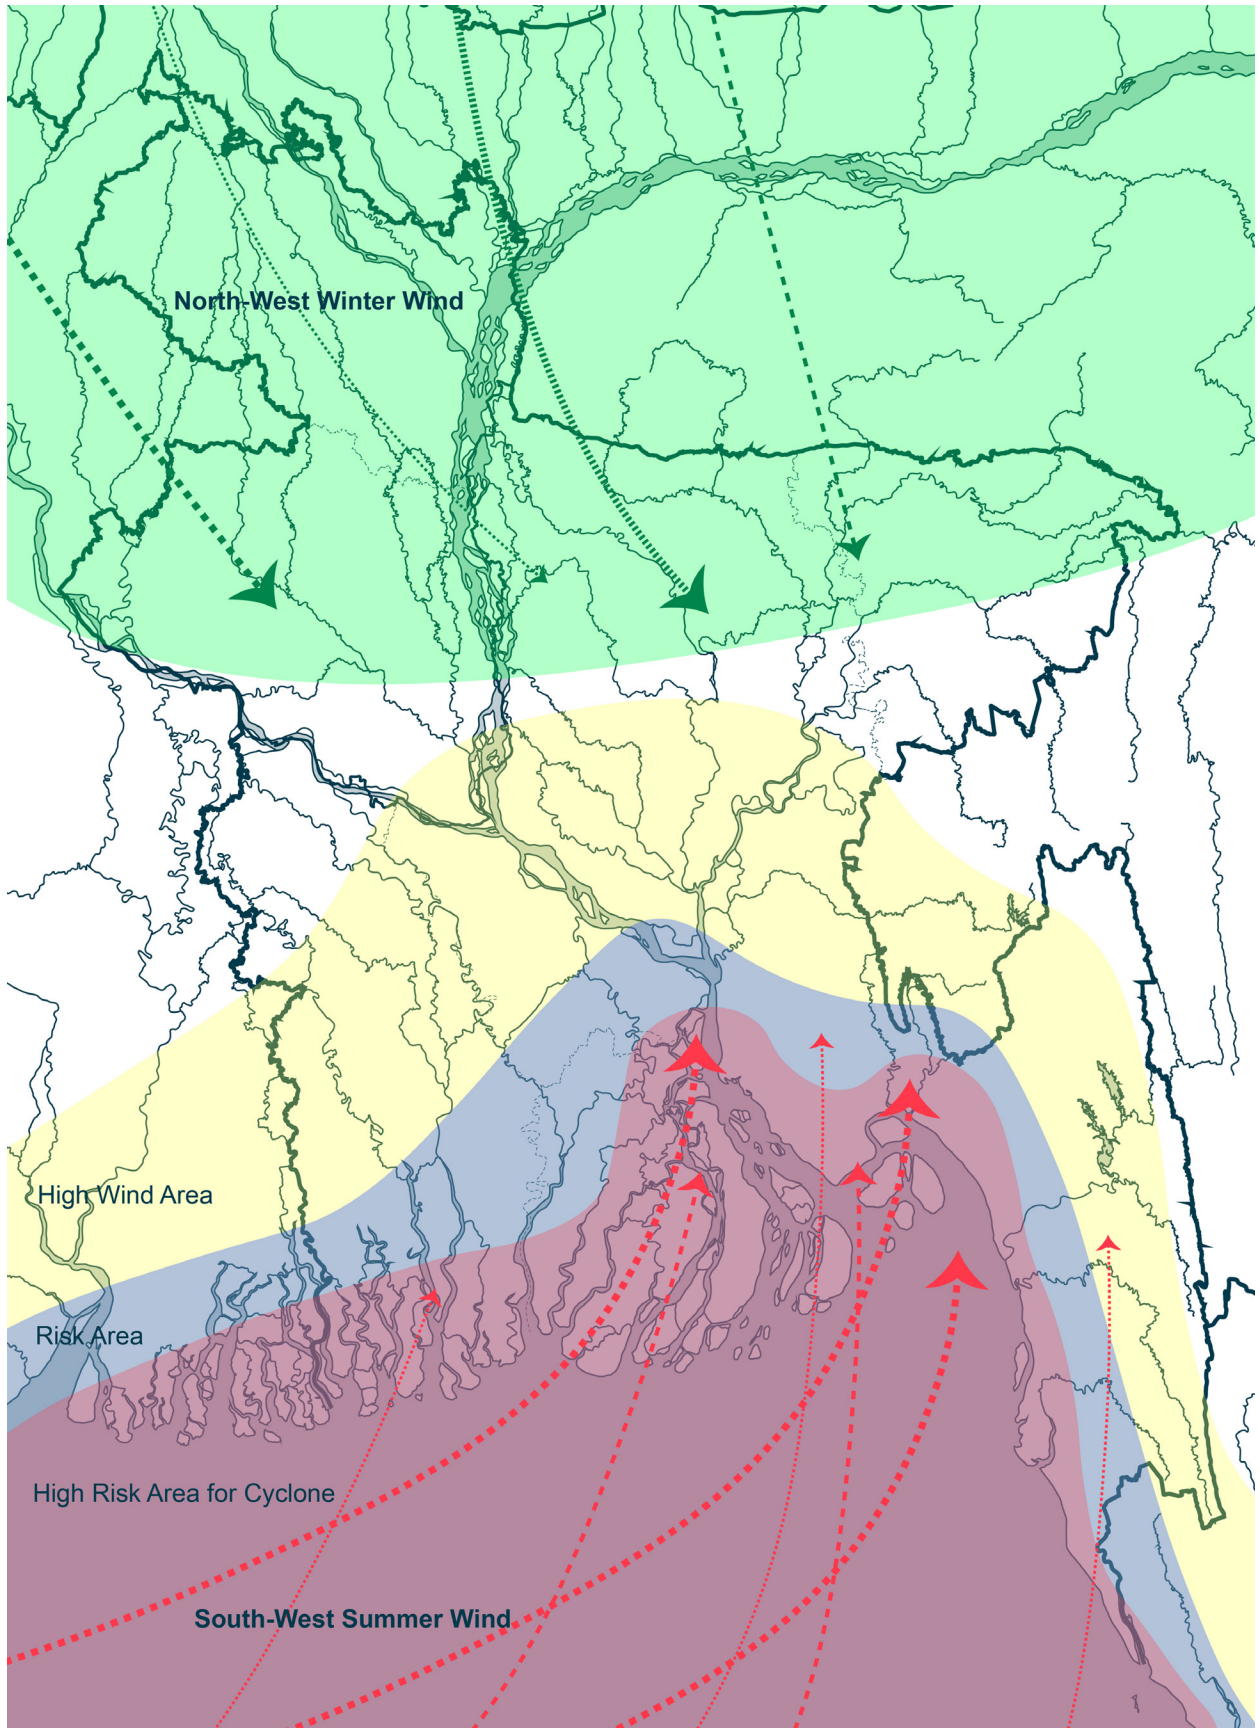 North-West Winter Wind
High Wind Area
Risk Area
High Risk Area for Cyclone
South-West Summer Wind